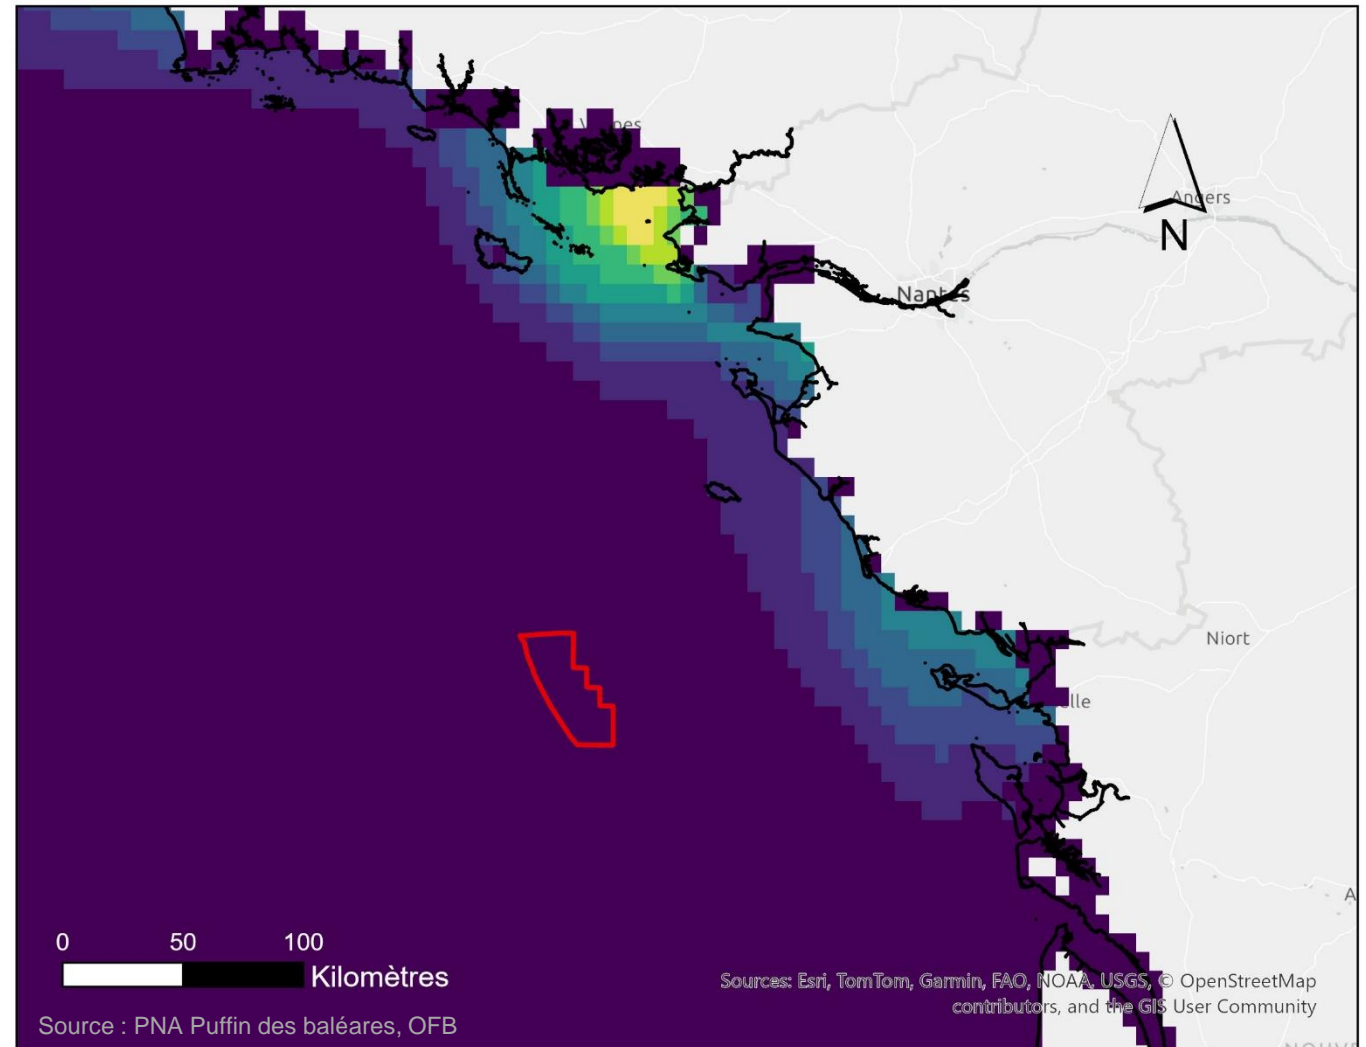 Angers
N
Nantes
Niort
elle
0 50 100
Kilomètres
Sources: Esri, TomTom, Garmin, FAO, NOAA, USGS, © OpenStreetMap
contributors, and the GIS User Community
Source : PNA Puffin des baléares, OFB